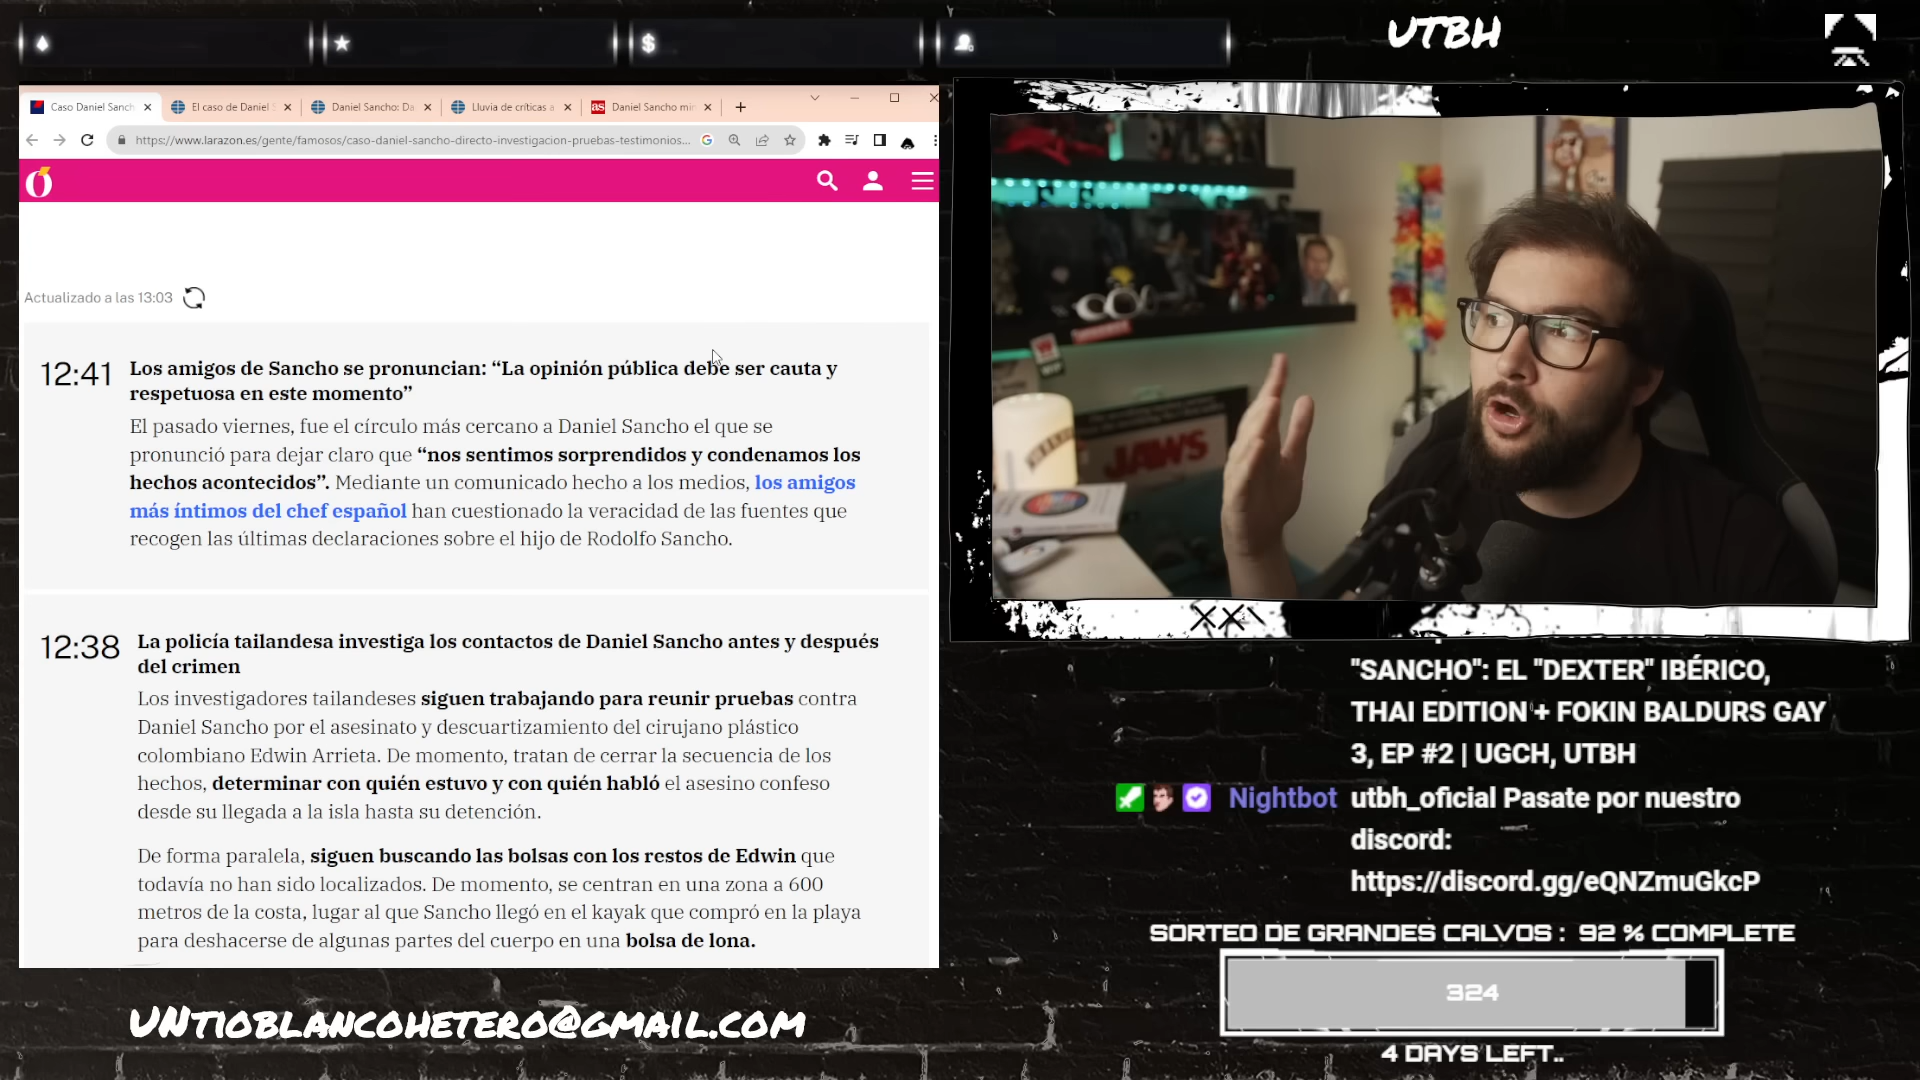 UTBH
Caso Daniel Sanch
El caso de Daniel S
Daniel Sancho: Da
Lluvia de críticas a
as
Daniel Sancho mi
https://www.larazon.es/gente/famosos/caso-daniel-sancho-directo-investigacion-pruebas-testimonios...
Actualizado a las 13:03
12:41
Los amigos de Sancho se pronuncian: “La opinión pública debe ser cauta y
respetuosa en este momento”
El pasado viernes, fue el círculo más cercano a Daniel Sancho el que se
pronunció para dejar claro que “nos sentimos sorprendidos y condenamos los
hechos acontecidos”. Mediante un comunicado hecho a los medios, los amigos
más íntimos del chef español han cuestionado la veracidad de las fuentes que
recogen las últimas declaraciones sobre el hijo de Rodolfo Sancho.
12:38
La policía tailandesa investiga los contactos de Daniel Sancho antes y después
del crimen
Los investigadores tailandeses siguen trabajando para reunir pruebas contra
Daniel Sancho por el asesinato y descuartizamiento del cirujano plástico
colombiano Edwin Arrieta. De momento, tratan de cerrar la secuencia de los
hechos, determinar con quién estuvo y con quién habló el asesino confeso
desde su llegada a la isla hasta su detención.
De forma paralela, siguen buscando las bolsas con los restos de Edwin que
todavía no han sido localizados. De momento, se centran en una zona a 600
metros de la costa, lugar al que Sancho llegó en el kayak que compró en la playa
para deshacerse de algunas partes del cuerpo en una bolsa de lona.
JAWS
"SANCHO": EL "DEXTER" IBÉRICO,
THAI EDITION + FOKIN BALDURS GAY
3, EP #2 | UGCH, UTBH
Nightbot utbh_oficial Pasate por nuestro
discord:
https://discord.gg/eQNZmuGkcP
SORTEO DE GRANDES CALVOS : 92 % COMPLETE
324
4 DAYS LEFT..
UNTIOBLANCOHETERO@GMAIL.COM